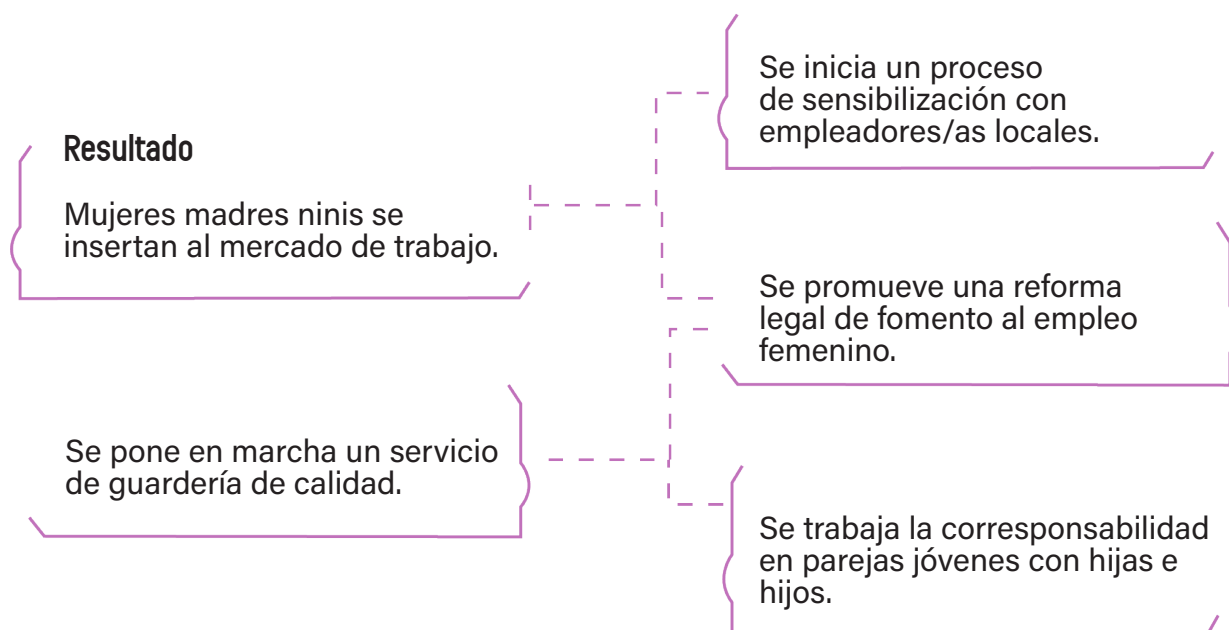 Resultado
Mujeres madres ninis se
insertan al mercado de trabajo.
Se pone en marcha un servicio
de guardería de calidad.
Se inicia un proceso
de sensibilización con
empleadores/as locales.
Se promueve una reforma
legal de fomento al empleo
femenino.
Se trabaja la corresponsabilidad
en parejas jóvenes con hijas e
hijos.